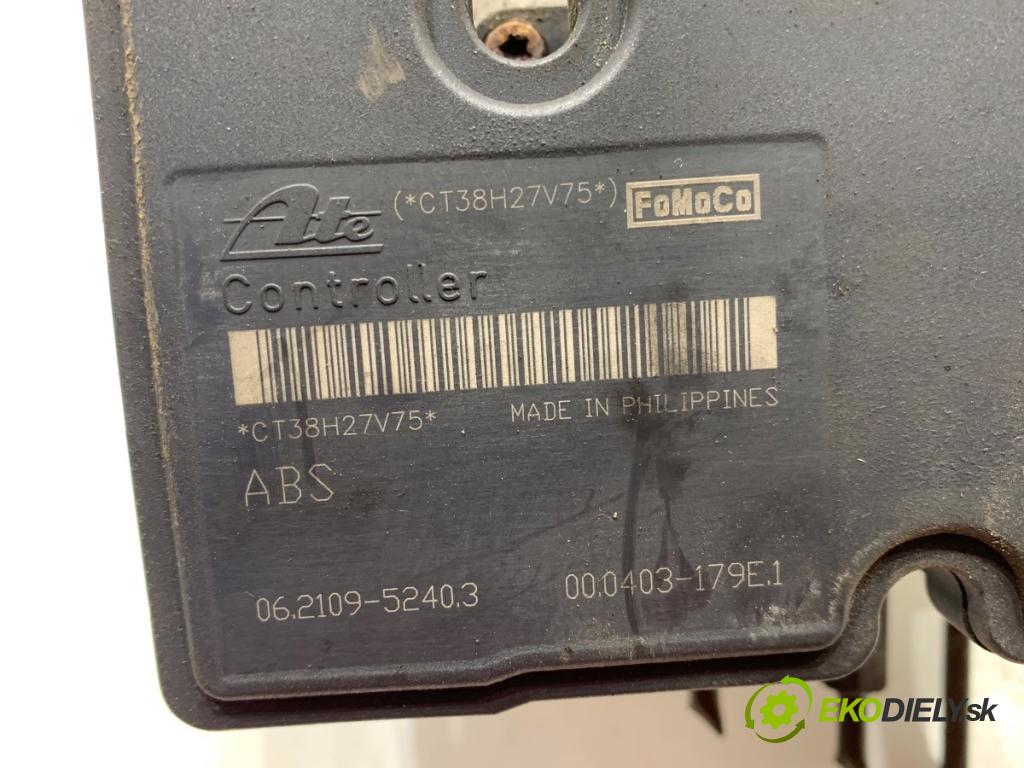 Ate (*CT38H27V75*) FoMoCo
Controller
*CT38H27V75* MADE IN PHILIPPINES
ABS
06.2109-5240.3 00.0403-179E.1
EKODIELY.sk